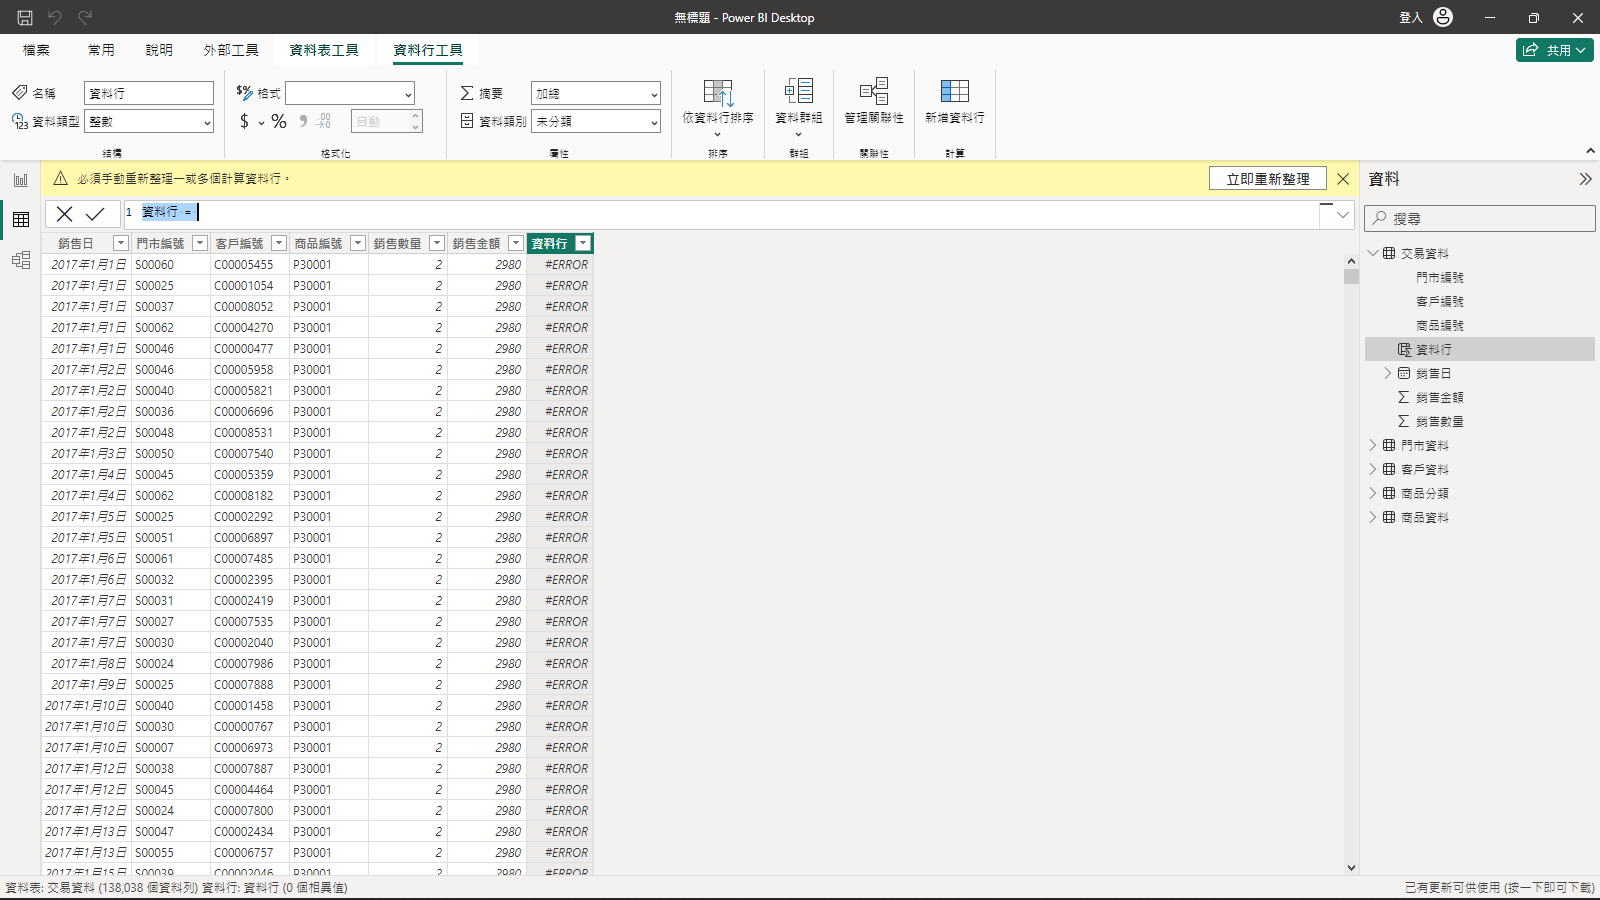 無標題 - Power BI Desktop
登入
檔案 常用 說明 外部工具 資料表工具 資料行工具
共用
名稱 資料行
資料類型 整數
結構
$% 格式
$ % 自動
格式化
摘要 加總
資料類別 未分類
屬性
依資料行排序
排序
資料群組
群組
管理關聯性
關聯性
新增資料行
計算
必須手動重新整理一或多個計算資料行。
立即重新整理
1 資料行 =
銷售日 門市編號 客戶編號 商品編號 銷售數量 銷售金額 資料行
2017年1月1日 S00060 C00005455 P30001 2 2980 #ERROR
2017年1月1日 S00025 C00001054 P30001 2 2980 #ERROR
2017年1月1日 S00037 C00008052 P30001 2 2980 #ERROR
2017年1月1日 S00062 C00004270 P30001 2 2980 #ERROR
2017年1月1日 S00046 C00000477 P30001 2 2980 #ERROR
2017年1月2日 S00046 C00005958 P30001 2 2980 #ERROR
2017年1月2日 S00040 C00005821 P30001 2 2980 #ERROR
2017年1月2日 S00036 C00006696 P30001 2 2980 #ERROR
2017年1月2日 S00048 C00008531 P30001 2 2980 #ERROR
2017年1月3日 S00050 C00007540 P30001 2 2980 #ERROR
2017年1月4日 S00045 C00005359 P30001 2 2980 #ERROR
2017年1月4日 S00062 C00008182 P30001 2 2980 #ERROR
2017年1月5日 S00025 C00002292 P30001 2 2980 #ERROR
2017年1月5日 S00051 C00006897 P30001 2 2980 #ERROR
2017年1月6日 S00061 C00007485 P30001 2 2980 #ERROR
2017年1月6日 S00032 C00002395 P30001 2 2980 #ERROR
2017年1月7日 S00031 C00002419 P30001 2 2980 #ERROR
2017年1月7日 S00027 C00007535 P30001 2 2980 #ERROR
2017年1月7日 S00030 C00002040 P30001 2 2980 #ERROR
2017年1月8日 S00024 C00007986 P30001 2 2980 #ERROR
2017年1月9日 S00025 C00007888 P30001 2 2980 #ERROR
2017年1月10日 S00040 C00001458 P30001 2 2980 #ERROR
2017年1月10日 S00030 C00000767 P30001 2 2980 #ERROR
2017年1月10日 S00007 C00006973 P30001 2 2980 #ERROR
2017年1月12日 S00038 C00007887 P30001 2 2980 #ERROR
2017年1月12日 S00045 C00004464 P30001 2 2980 #ERROR
2017年1月12日 S00024 C00007800 P30001 2 2980 #ERROR
2017年1月13日 S00047 C00002434 P30001 2 2980 #ERROR
2017年1月13日 S00055 C00006757 P30001 2 2980 #ERROR
2017年1月15日 S00039 C00002046 P30001 2 2980 #ERROR
資料
搜尋
交易資料
門市編號
客戶編號
商品編號
資料行
銷售日
銷售金額
銷售數量
門市資料
客戶資料
商品分類
商品資料
資料表: 交易資料 (138,038 個資料列) 資料行: 資料行 (0 個相異值)
已有更新可供使用 (按一下即可下載)